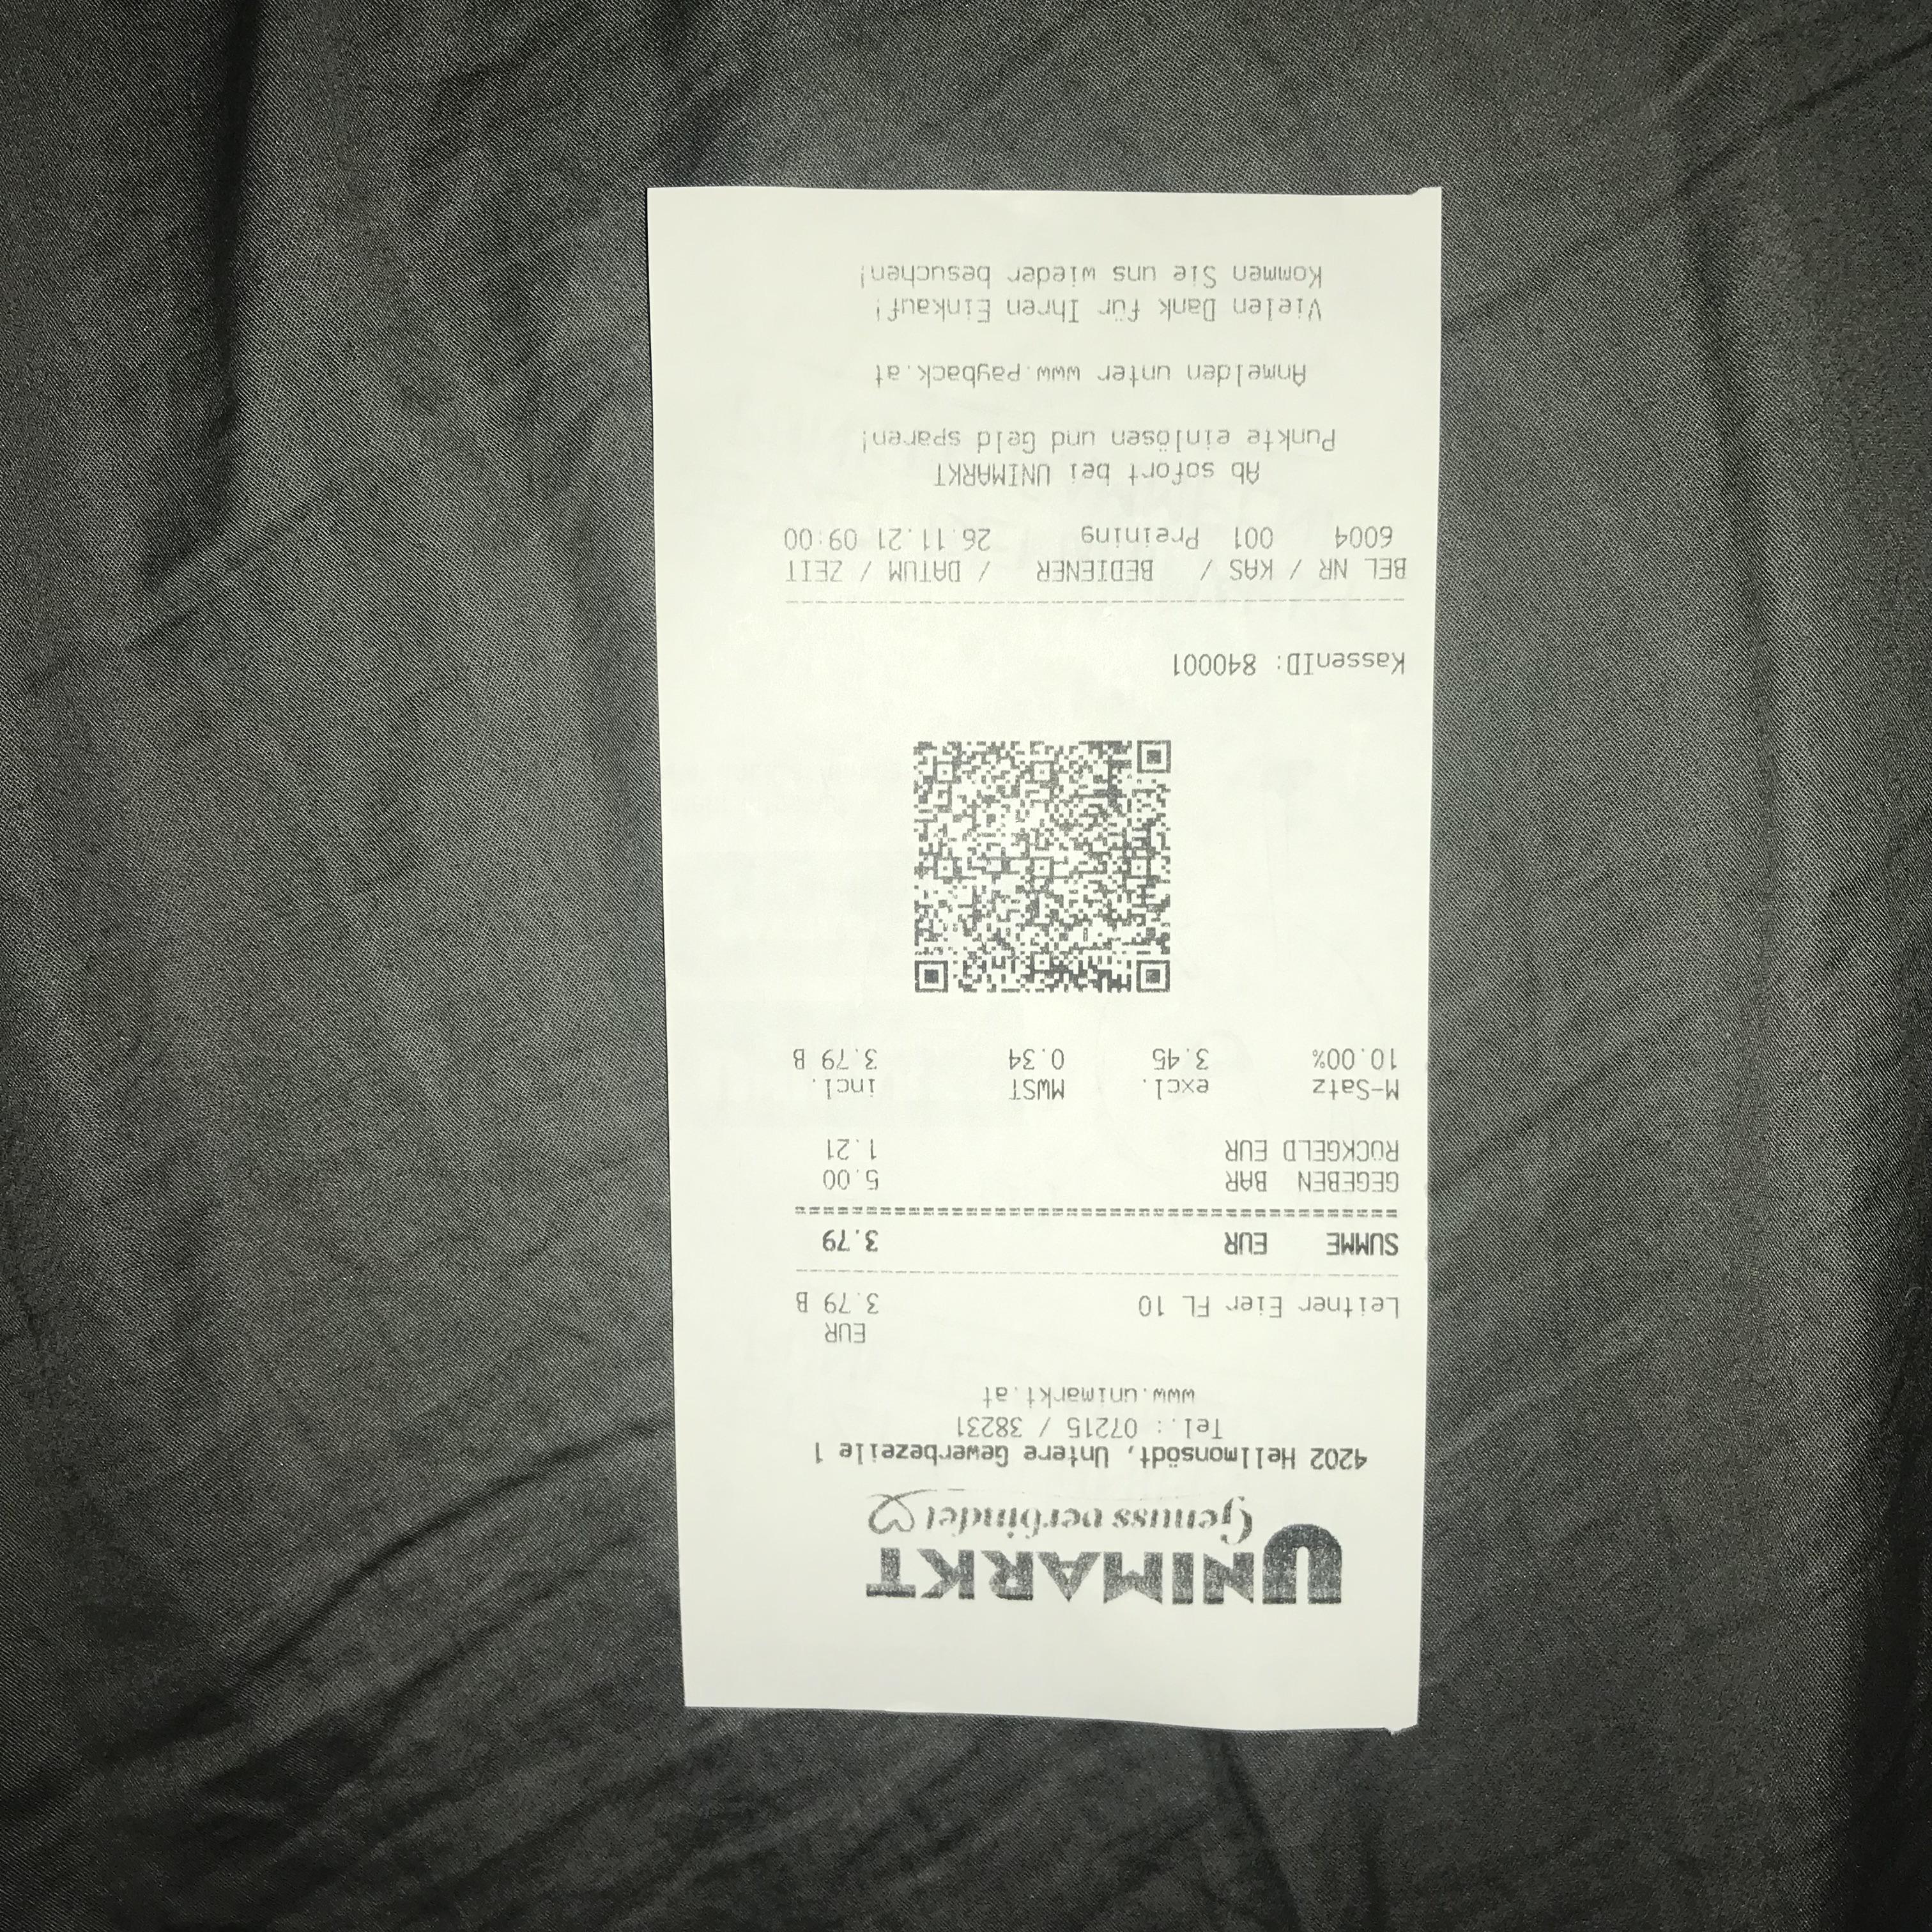 UNIMARKT
Genuss verbindet
4202 Hellmonsödt, Untere Gewerbezeile 1
Tel.: 07215 / 38231
www.unimarkt.at
EUR
Leitner Eier FL 10 3.79 B
SUMME EUR 3.79
GEGEBEN BAR 5.00
RÜCKGELD EUR 1.21
M-Satz excl. MWST incl.
10.00% 3.45 0.34 3.79 B
KassenID: 840001
BEL NR / KAS / BEDIENER / DATUM / ZEIT
6004 001 Preining 26.11.21 09:00
Ab sofort bei UNIMARKT
Punkte einlösen und Geld sparen!
Anmelden unter www.payback.at
Vielen Dank für Ihren Einkauf!
Kommen Sie uns wieder besuchen!